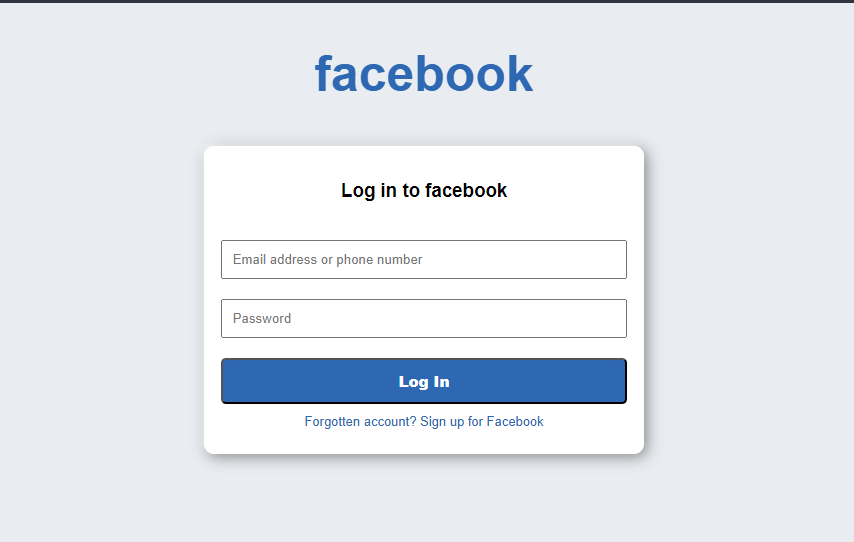 facebook
Log in to facebook
Email address or phone number
Password
Log In
Forgotten account? Sign up for Facebook